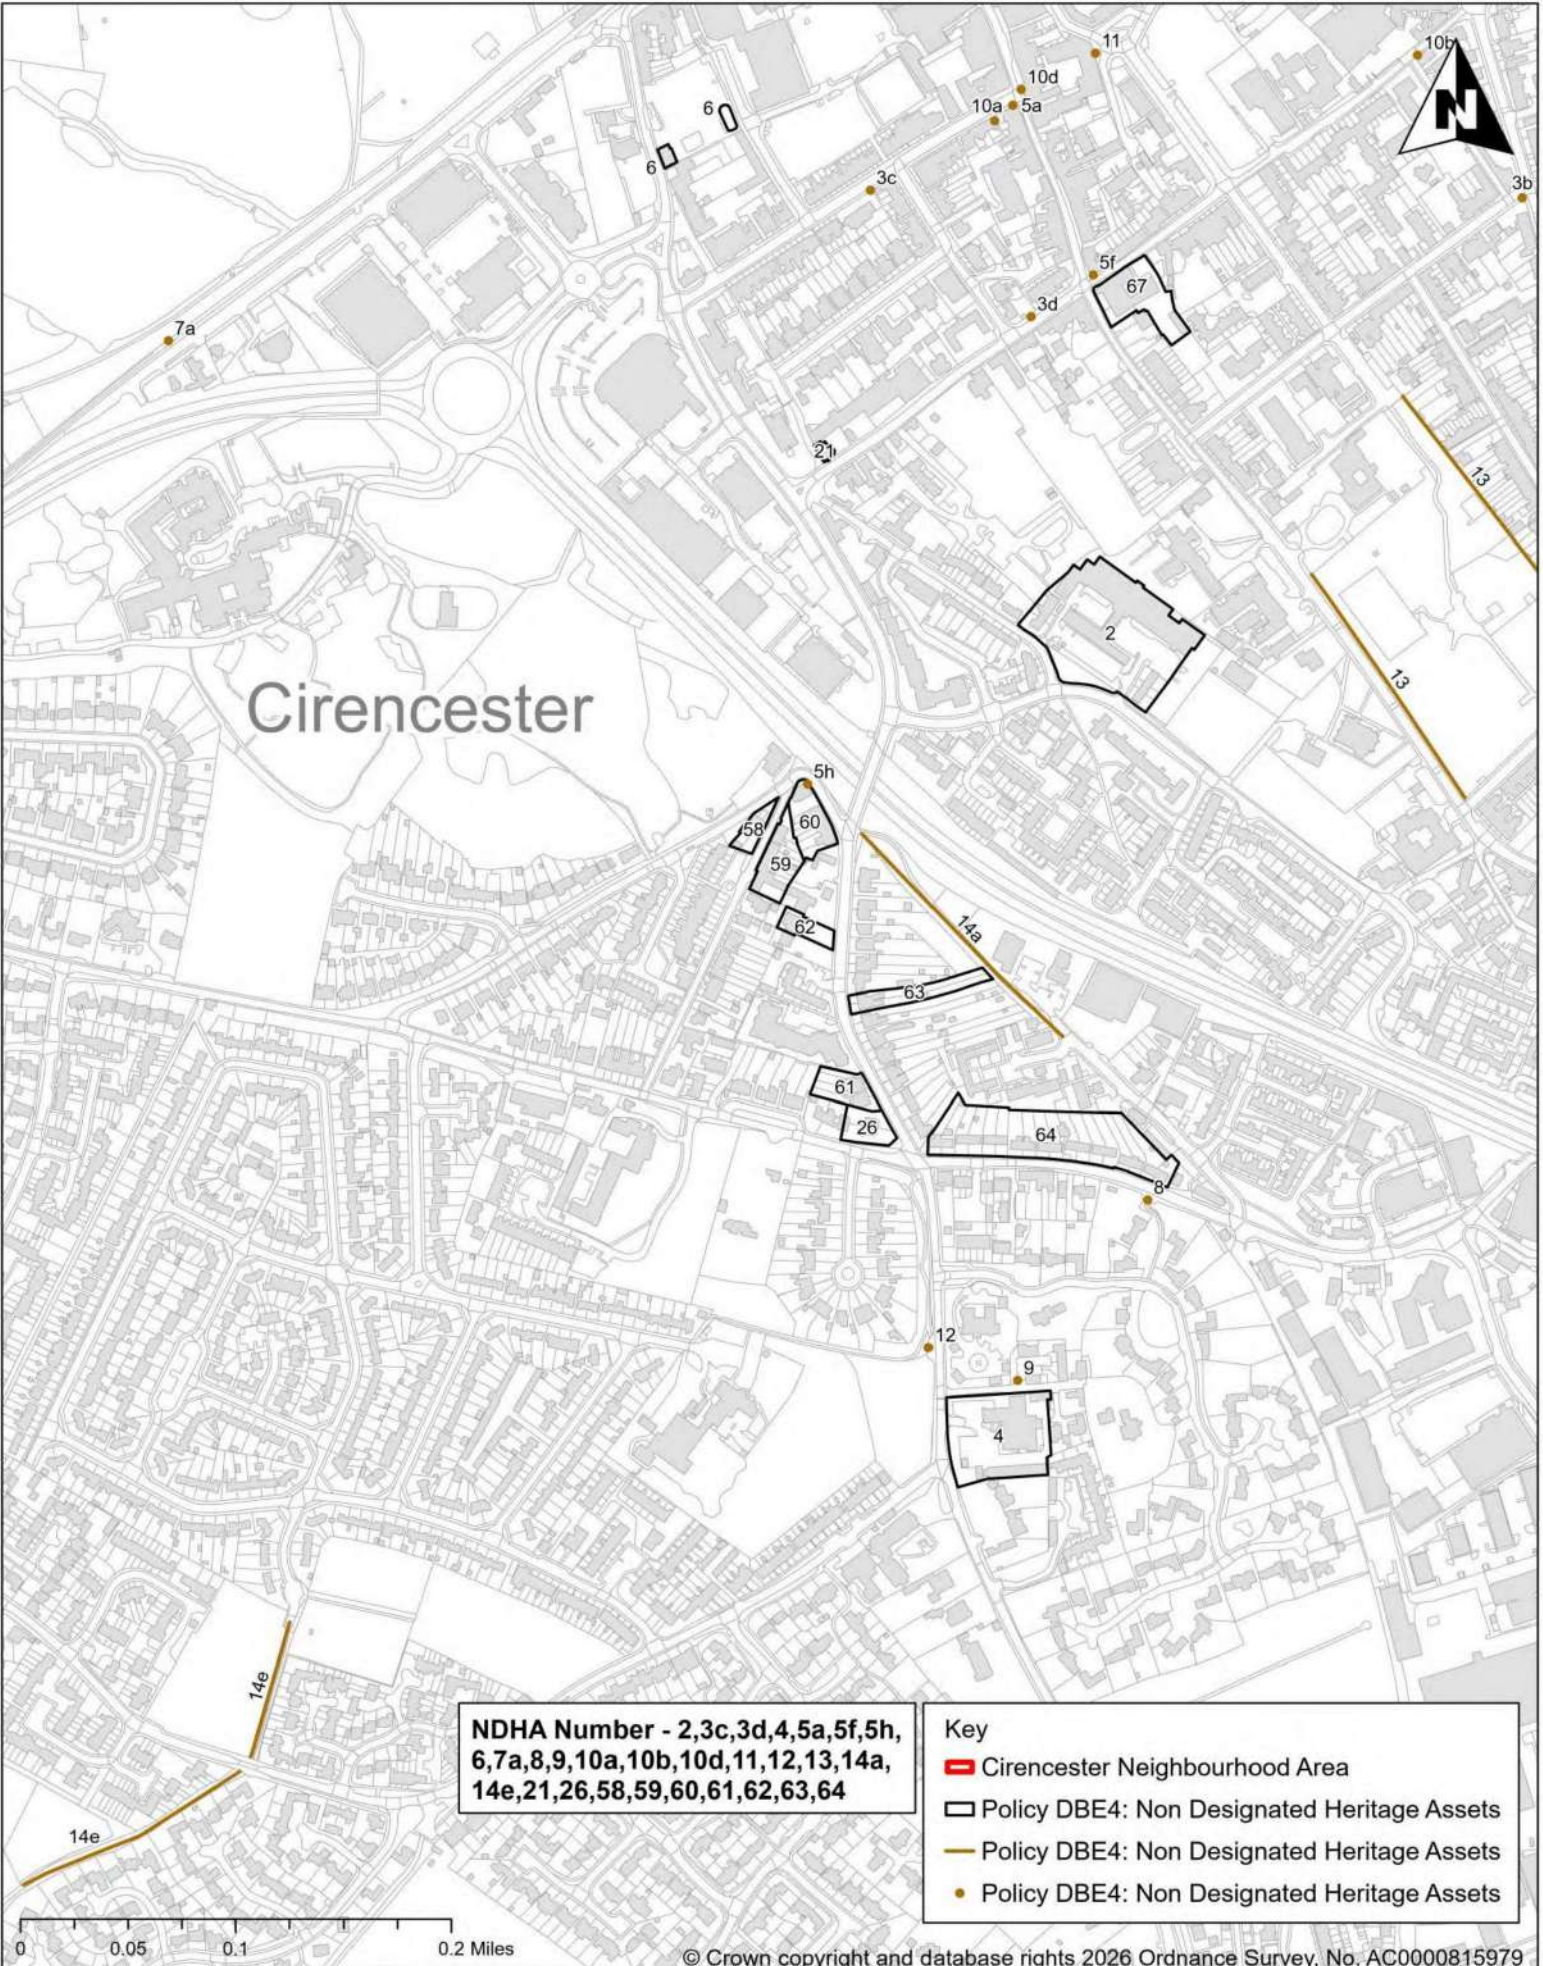 11
10b
10d
6
10a
5a
N
6
3c
3b
5f
67
3d
7a
21
13
2
13
Cirencester
5h
58
60
59
62
14a
63
61
26
64
8
12
9
4
14e
14e
NDHA Number - 2,3c,3d,4,5a,5f,5h,
6,7a,8,9,10a,10b,10d,11,12,13,14a,
14e,21,26,58,59,60,61,62,63,64
Key
Cirencester Neighbourhood Area
Policy DBE4: Non Designated Heritage Assets
Policy DBE4: Non Designated Heritage Assets
Policy DBE4: Non Designated Heritage Assets
0 0.05 0.1 0.2 Miles
© Crown copyright and database rights 2026 Ordnance Survey. No. AC0000815979